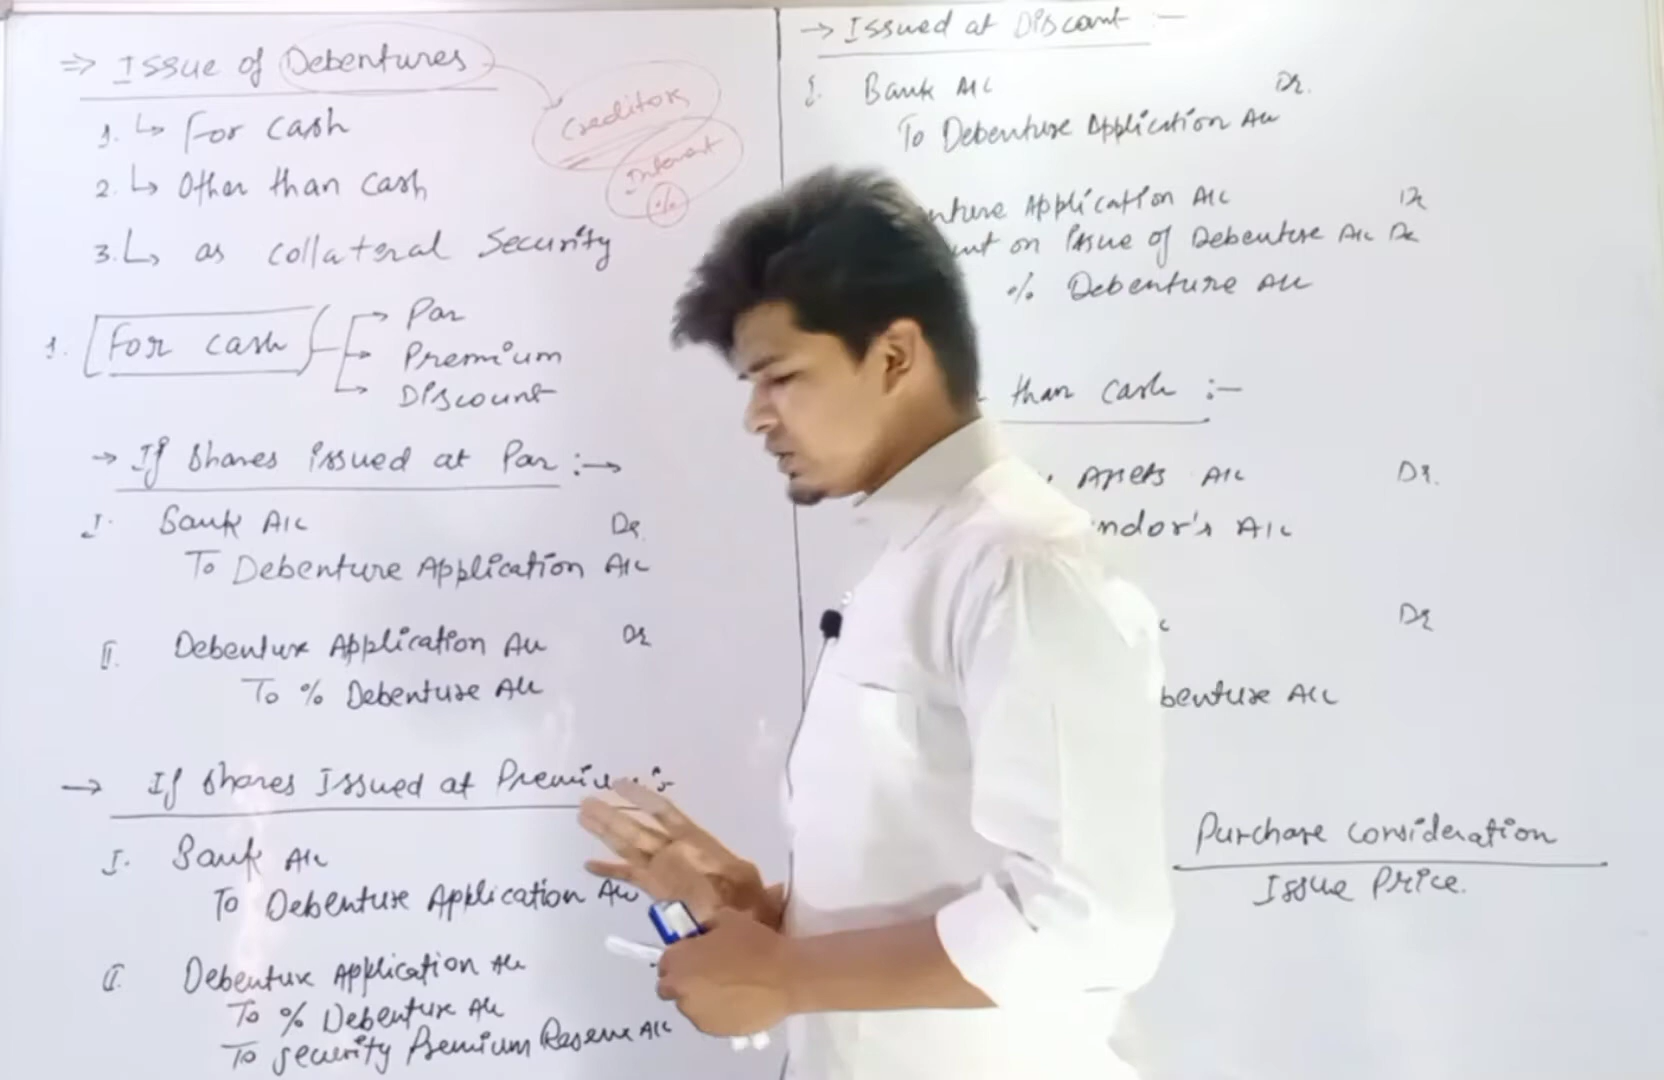 ⇒ Issue of Debentures
Creditors
Interest
%
1. ↳ For cash
2. ↳ Other than cash
3. ↳ as collateral Security
1. For cash
→ Par
→ Premium
→ Discount
→ If Shares issued at Par :→
I. Bank A/c Dr.
To Debenture Application A/c
II. Debenture Application A/c Dr
To % Debenture A/c
→ If Shares Issued at :-
I. Bank A/c
To Debenture Application A/c
II. Debenture Application A/c
To % Debenture A/c
To Security Premium Reserve A/c
→ Issued at Discount :-
I. Bank A/c Dr.
To Debenture Application A/c
Application A/c Dr
on Issue of Debenture A/c Dr
% Debenture A/c
than cash :-
Assets A/c Dr.
A/c
Dr
A/c
Purchase consideration
Issue Price.